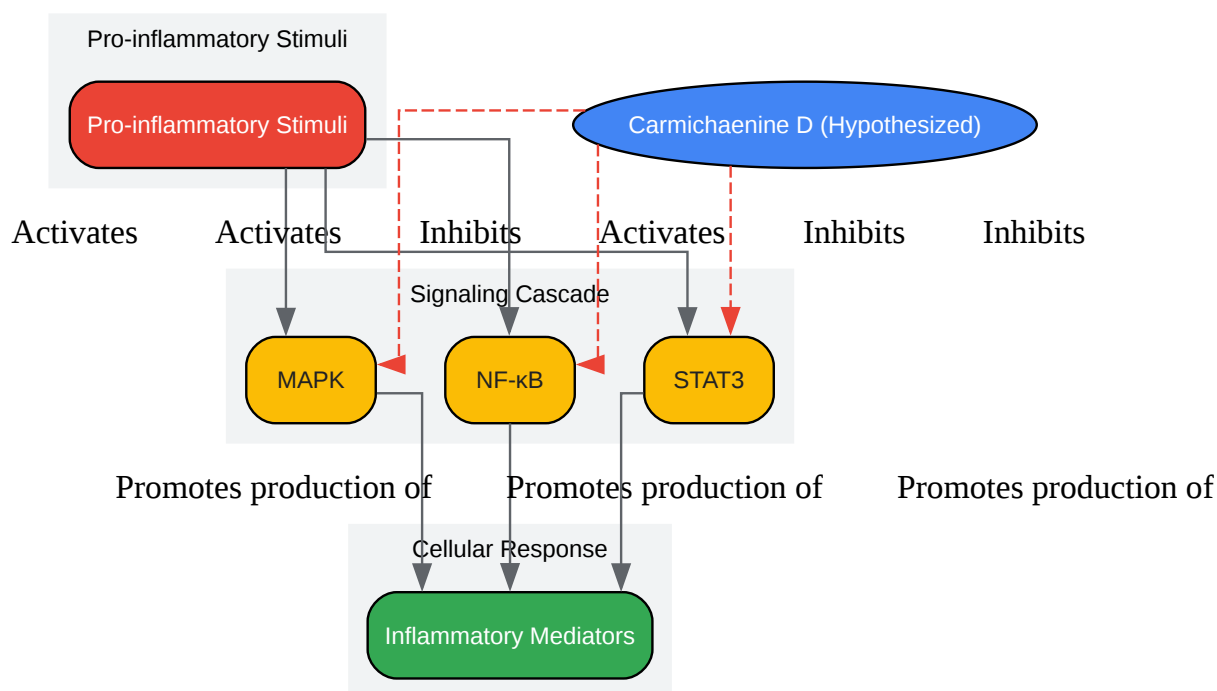 Pro-inflammatory Stimuli
Pro-inflammatory Stimuli
Carmichaenine D (Hypothesized)
Activates
Activates
Inhibits
Activates
Inhibits
Inhibits
Signaling Cascade
MAPK
NF-κB
STAT3
Promotes production of
Promotes production of
Promotes production of
Cellular Response
Inflammatory Mediators